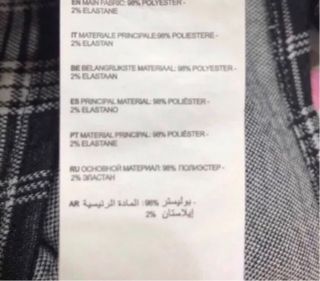 EN MAIN FABRIC: 98% POLYESTER -
2% ELASTANE
IT MATERIALE PRINCIPALE:98% POLIESTERE -
2% ELASTAN
BE BELANGRIJKSTE MATERIAAL: 98% POLYESTER -
2% ELASTAAN
ES PRINCIPAL MATERIAL: 98% POLIÉSTER -
2% ELASTANO
PT MATERIAL PRINCIPAL: 98% POLIÉSTER -
2% ELASTANE
RU ОСНОВНОЙ МАТЕРИАЛ: 98% ПОЛИЭСТЕР -
2% ЭЛАСТАН
AR المادة الرئيسية :98% بوليستر -
2% إيلاستان